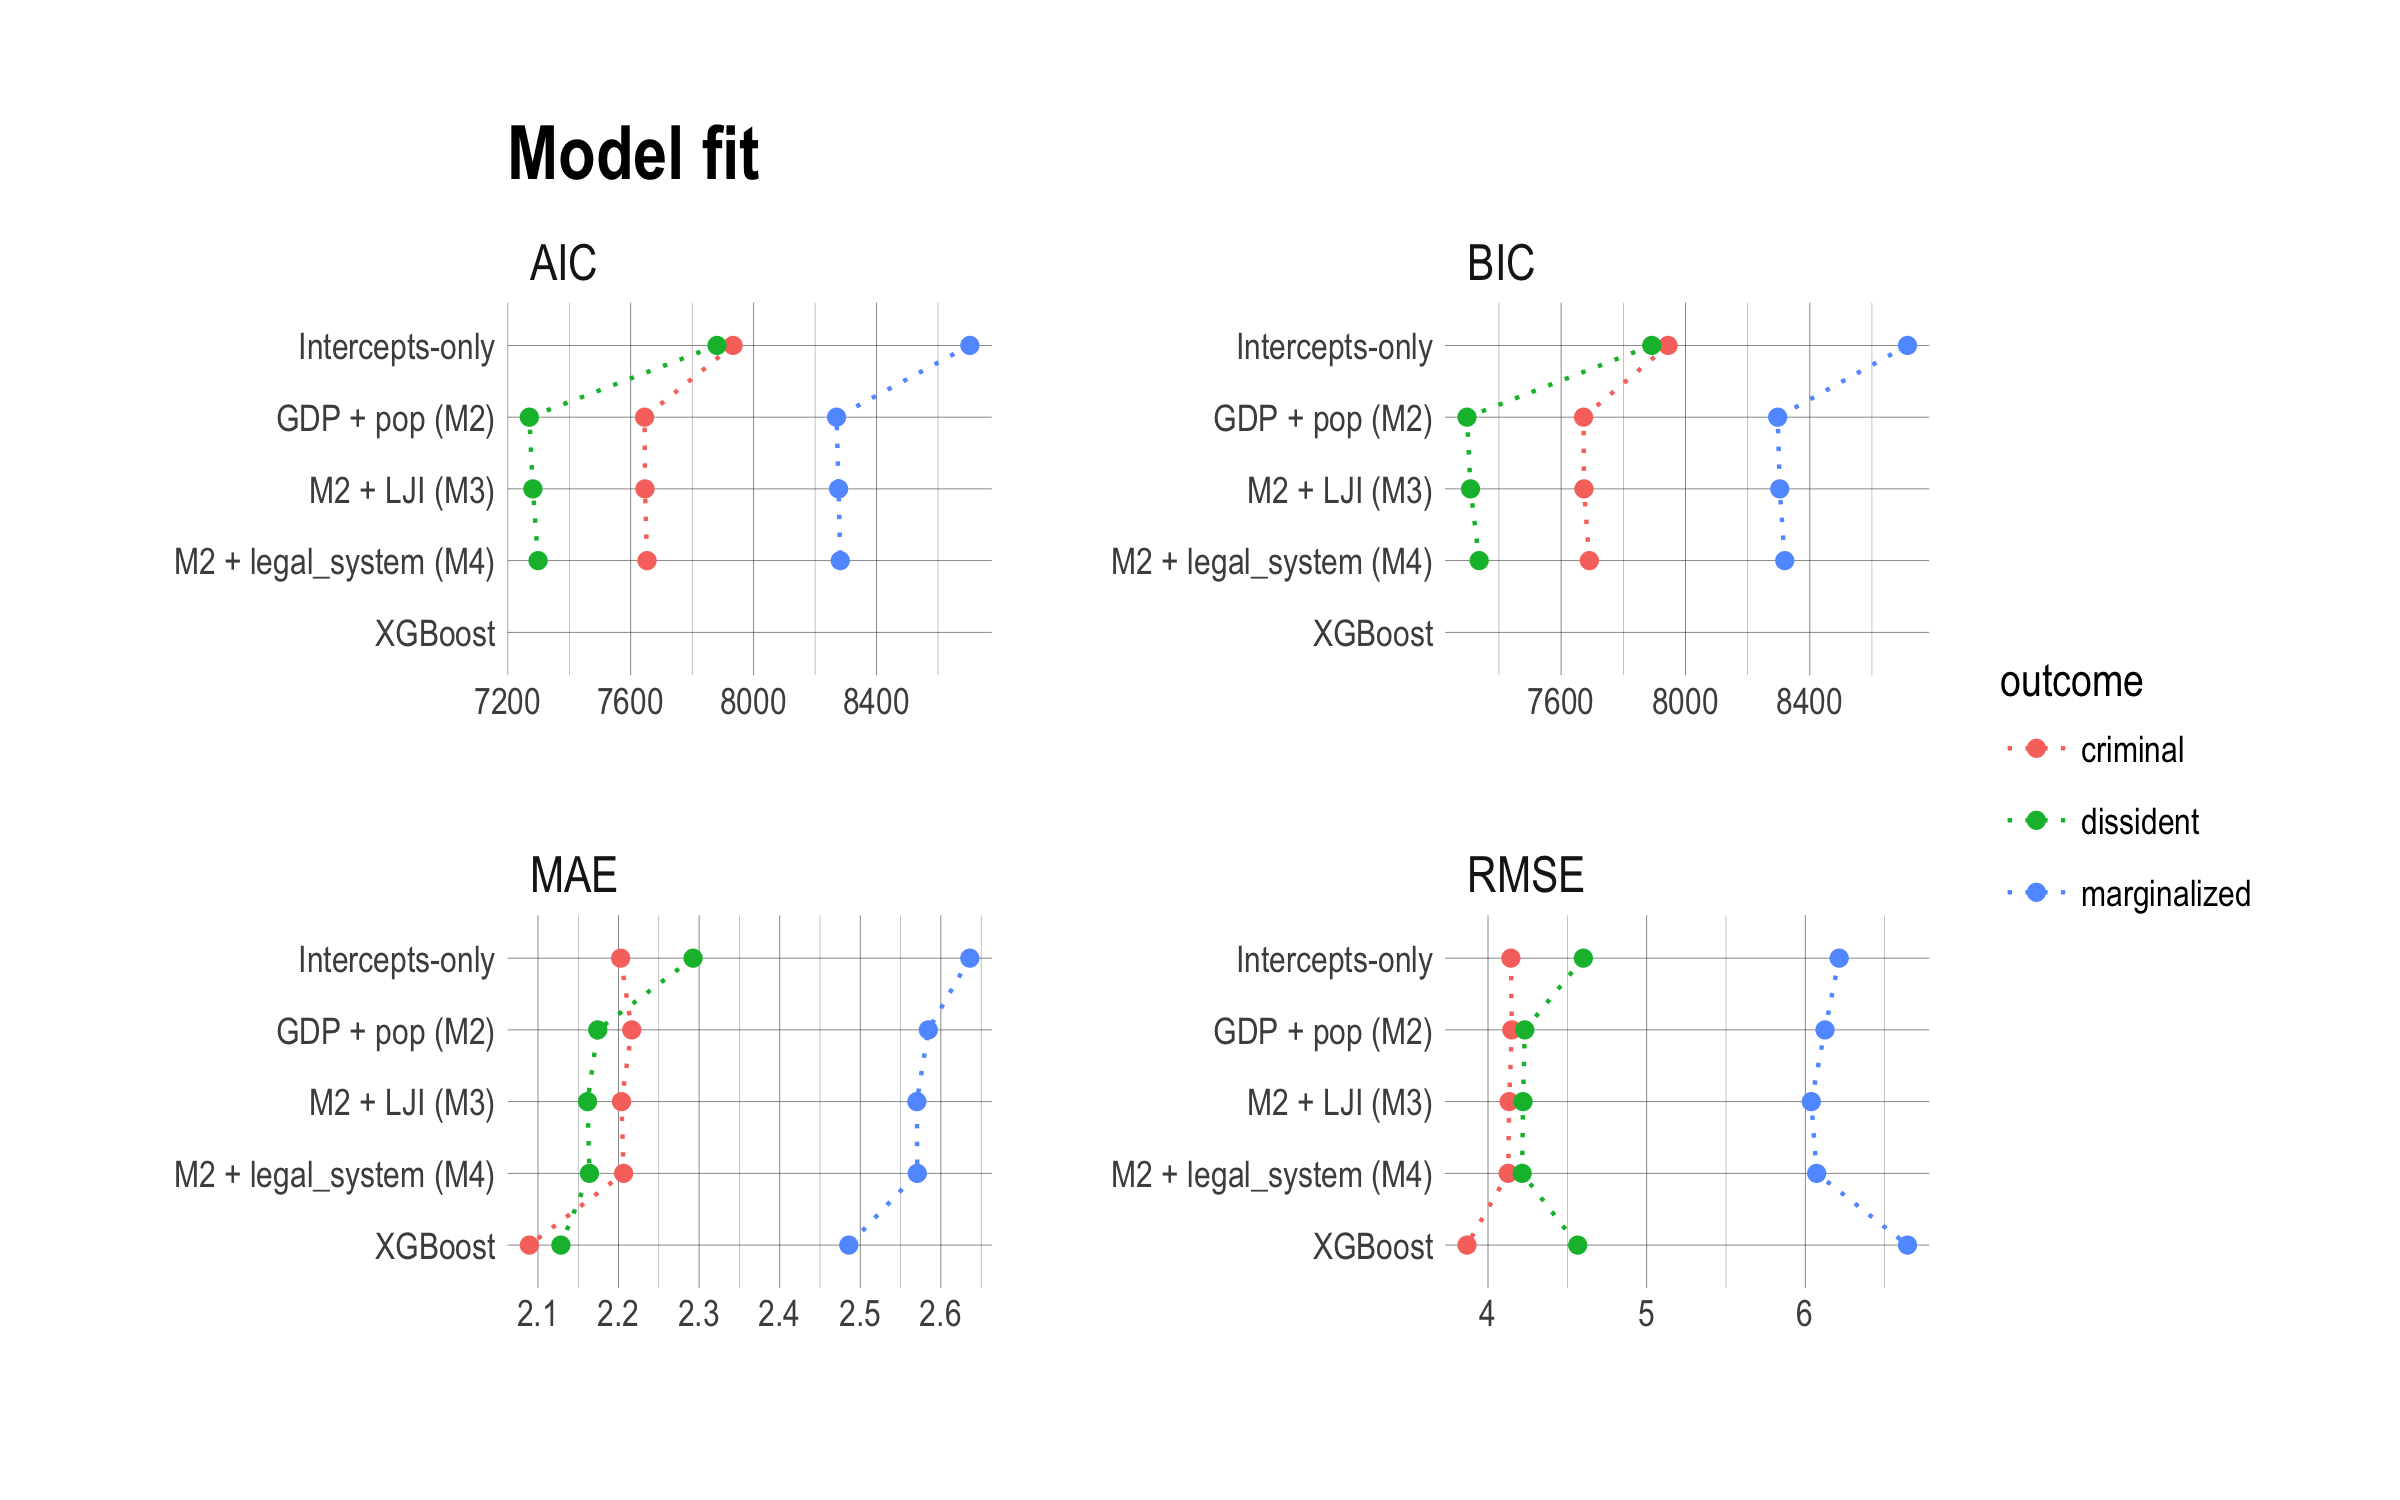 Model fit
AIC
Intercepts-only
GDP + pop (M2)
M2 + LJI (M3)
M2 + legal_system (M4)
XGBoost
7200 7600 8000 8400
BIC
Intercepts-only
GDP + pop (M2)
M2 + LJI (M3)
M2 + legal_system (M4)
XGBoost
7600 8000 8400
MAE
Intercepts-only
GDP + pop (M2)
M2 + LJI (M3)
M2 + legal_system (M4)
XGBoost
2.1 2.2 2.3 2.4 2.5 2.6
RMSE
Intercepts-only
GDP + pop (M2)
M2 + LJI (M3)
M2 + legal_system (M4)
XGBoost
4 5 6
outcome
criminal
dissident
marginalized